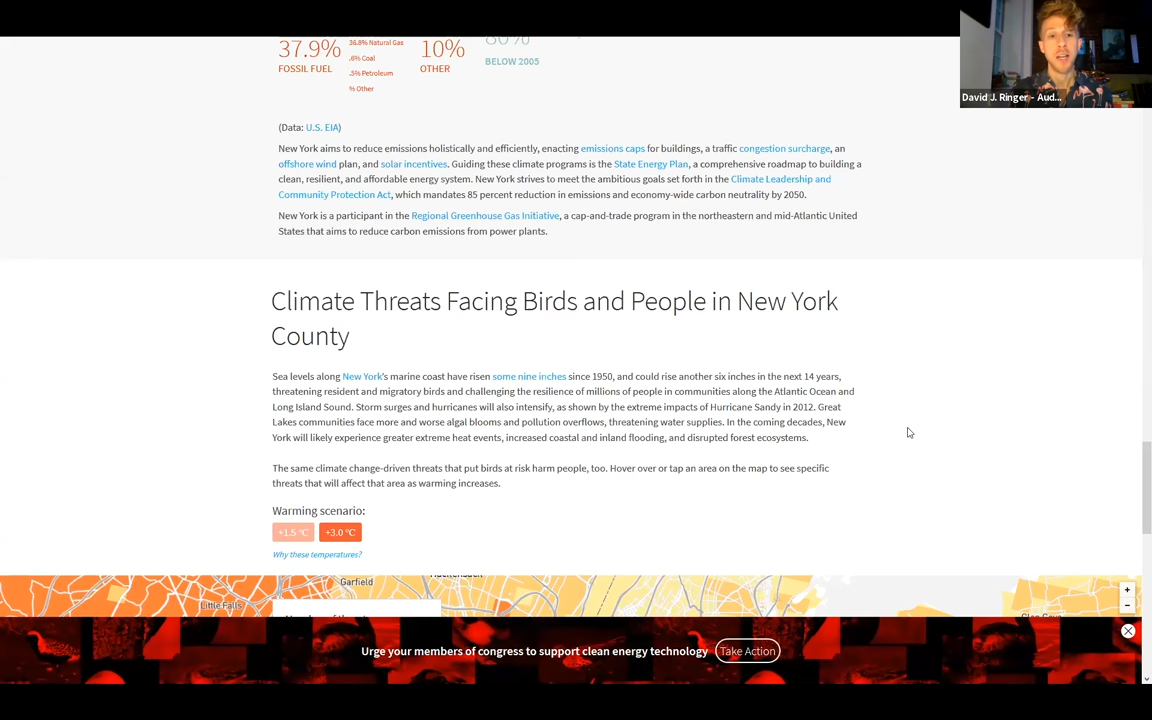 37.9%
FOSSIL FUEL
36.8% Natural Gas
.6% Coal
.5% Petroleum
% Other
10%
OTHER
80%
BELOW 2005
David J. Ringer - Aud...
(Data: U.S. EIA)
New York aims to reduce emissions holistically and efficiently, enacting emissions caps for buildings, a traffic congestion surcharge, an
offshore wind plan, and solar incentives. Guiding these climate programs is the State Energy Plan, a comprehensive roadmap to building a
clean, resilient, and affordable energy system. New York strives to meet the ambitious goals set forth in the Climate Leadership and
Community Protection Act, which mandates 85 percent reduction in emissions and economy-wide carbon neutrality by 2050.
New York is a participant in the Regional Greenhouse Gas Initiative, a cap-and-trade program in the northeastern and mid-Atlantic United
States that aims to reduce carbon emissions from power plants.
Climate Threats Facing Birds and People in New York
County
Sea levels along New York's marine coast have risen some nine inches since 1950, and could rise another six inches in the next 14 years,
threatening resident and migratory birds and challenging the resilience of millions of people in communities along the Atlantic Ocean and
Long Island Sound. Storm surges and hurricanes will also intensify, as shown by the extreme impacts of Hurricane Sandy in 2012. Great
Lakes communities face more and worse algal blooms and pollution overflows, threatening water supplies. In the coming decades, New
York will likely experience greater extreme heat events, increased coastal and inland flooding, and disrupted forest ecosystems.
The same climate change-driven threats that put birds at risk harm people, too. Hover over or tap an area on the map to see specific
threats that will affect that area as warming increases.
Warming scenario:
+1.5 °C +3.0 °C
Why these temperatures?
Garfield
Little Falls
+
−
Urge your members of congress to support clean energy technology Take Action